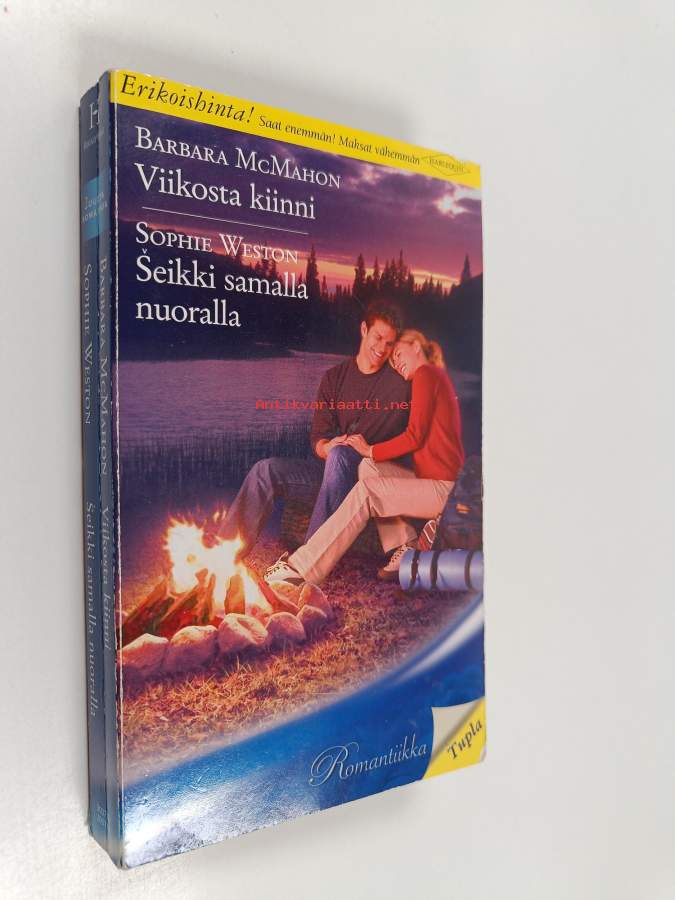 Erikoishinta! Saat enemmän! Maksat vähemmän HARLEQUIN
BARBARA MCMAHON
Viikosta kiinni
SOPHIE WESTON
Šeikki samalla
nuoralla
Antikvariaatti.net
Romantiikka
Tupla
H
SOPHIE WESTON Šeikki samalla nuoralla
BARBARA MCMAHON Viikosta kiinni